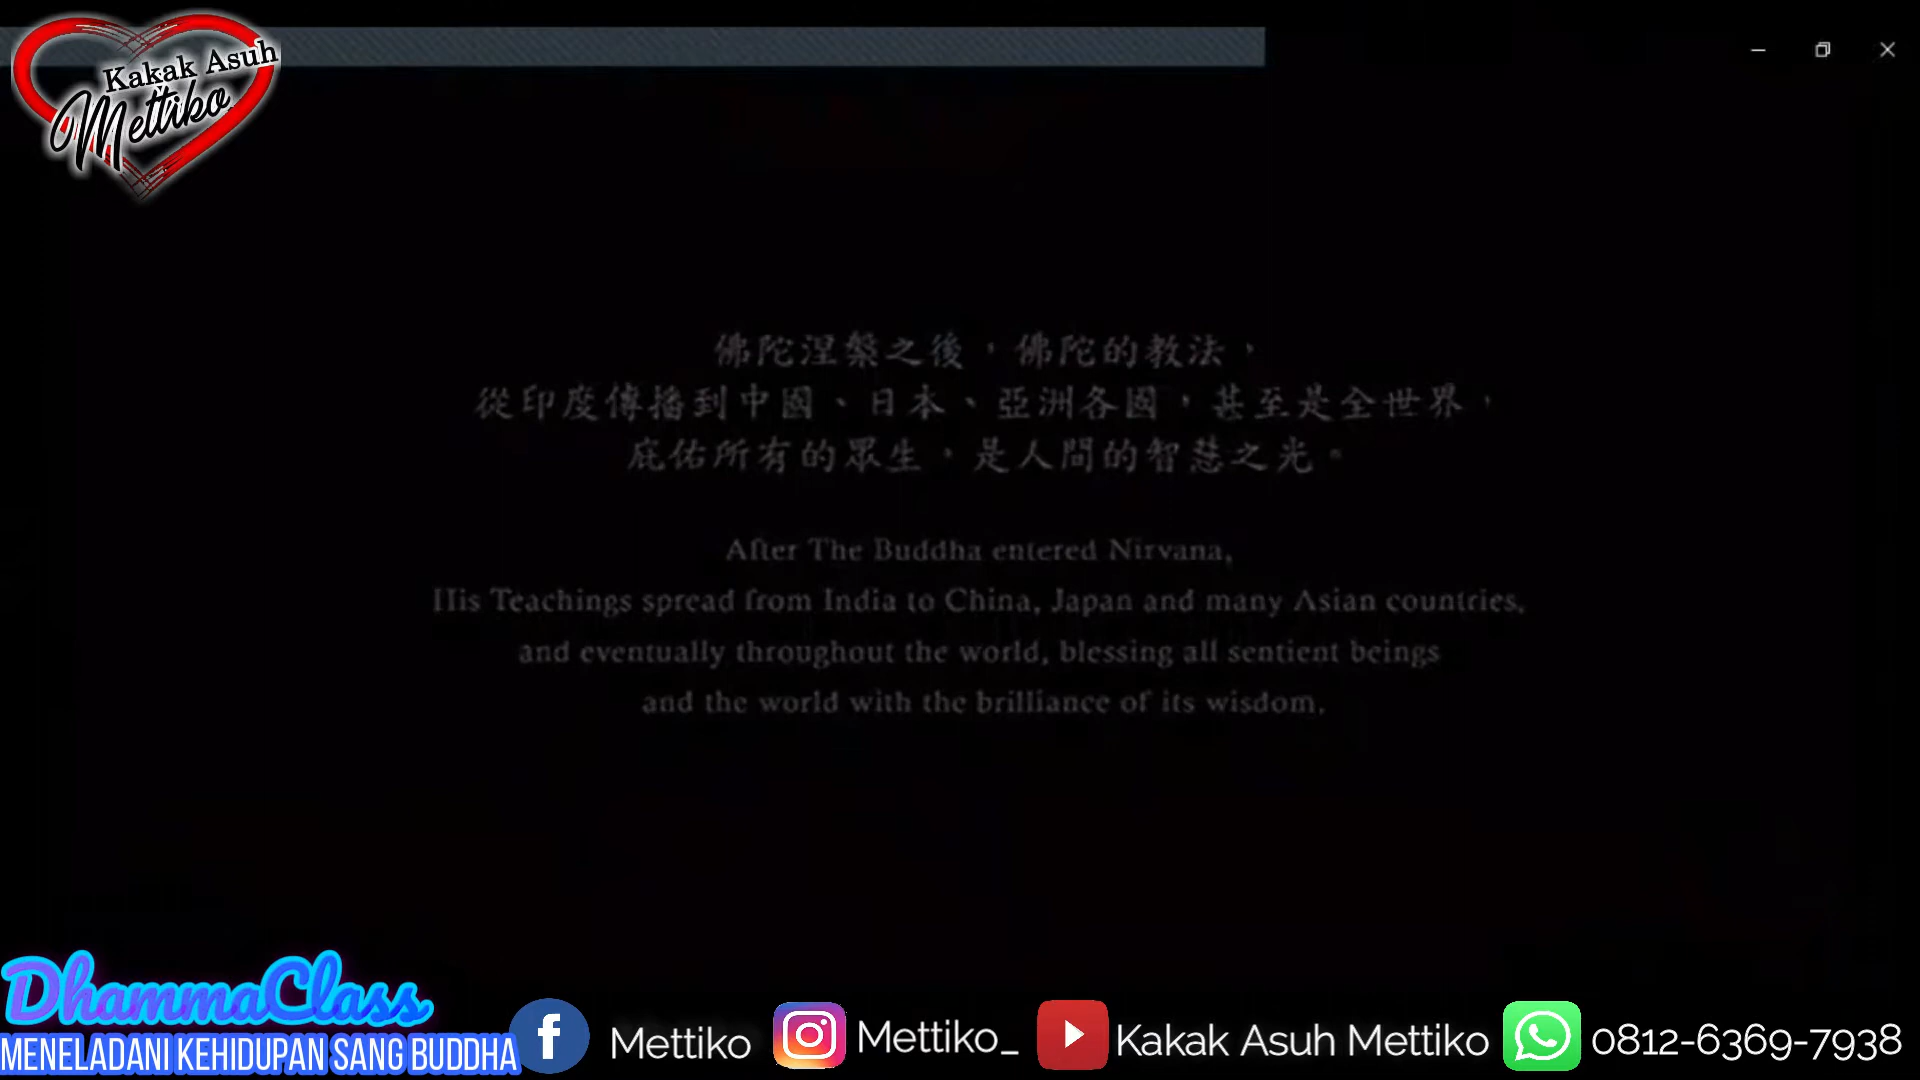 Kakak Asuh
Mettiko
佛陀涅槃之後，佛陀的教法，
從印度傳播到中國、日本、亞洲各國，甚至是全世界，
庇佑所有的眾生，是人間的智慧之光。
After The Buddha entered Nirvana,
His Teachings spread from India to China, Japan and many Asian countries,
and eventually throughout the world, blessing all sentient beings
and the world with the brilliance of its wisdom.
DhammaClass
MENELADANI KEHIDUPAN SANG BUDDHA
Mettiko Mettiko_ Kakak Asuh Mettiko 0812-6369-7938